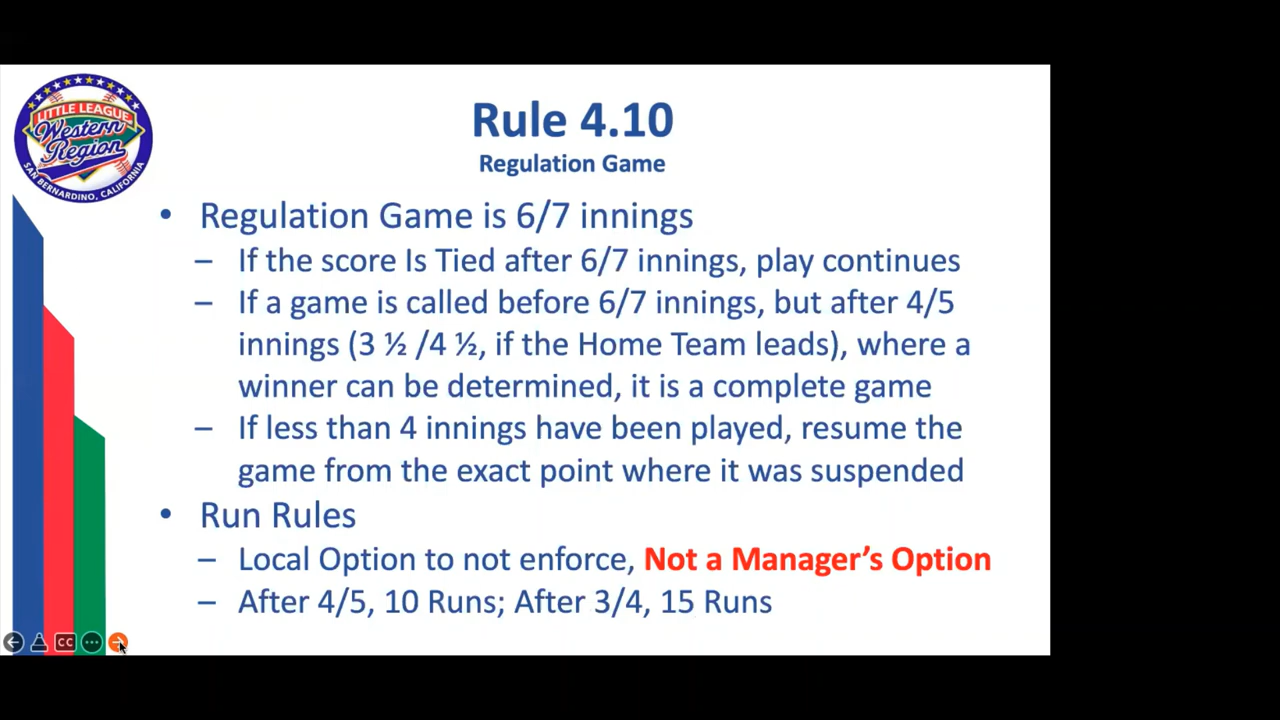 LITTLE LEAGUE
Western
Region
SAN BERNARDINO, CALIFORNIA
Rule 4.10
Regulation Game
• Regulation Game is 6/7 innings
– If the score Is Tied after 6/7 innings, play continues
– If a game is called before 6/7 innings, but after 4/5
innings (3 ½ /4 ½, if the Home Team leads), where a
winner can be determined, it is a complete game
– If less than 4 innings have been played, resume the
game from the exact point where it was suspended
• Run Rules
– Local Option to not enforce, Not a Manager’s Option
– After 4/5, 10 Runs; After 3/4, 15 Runs
CC